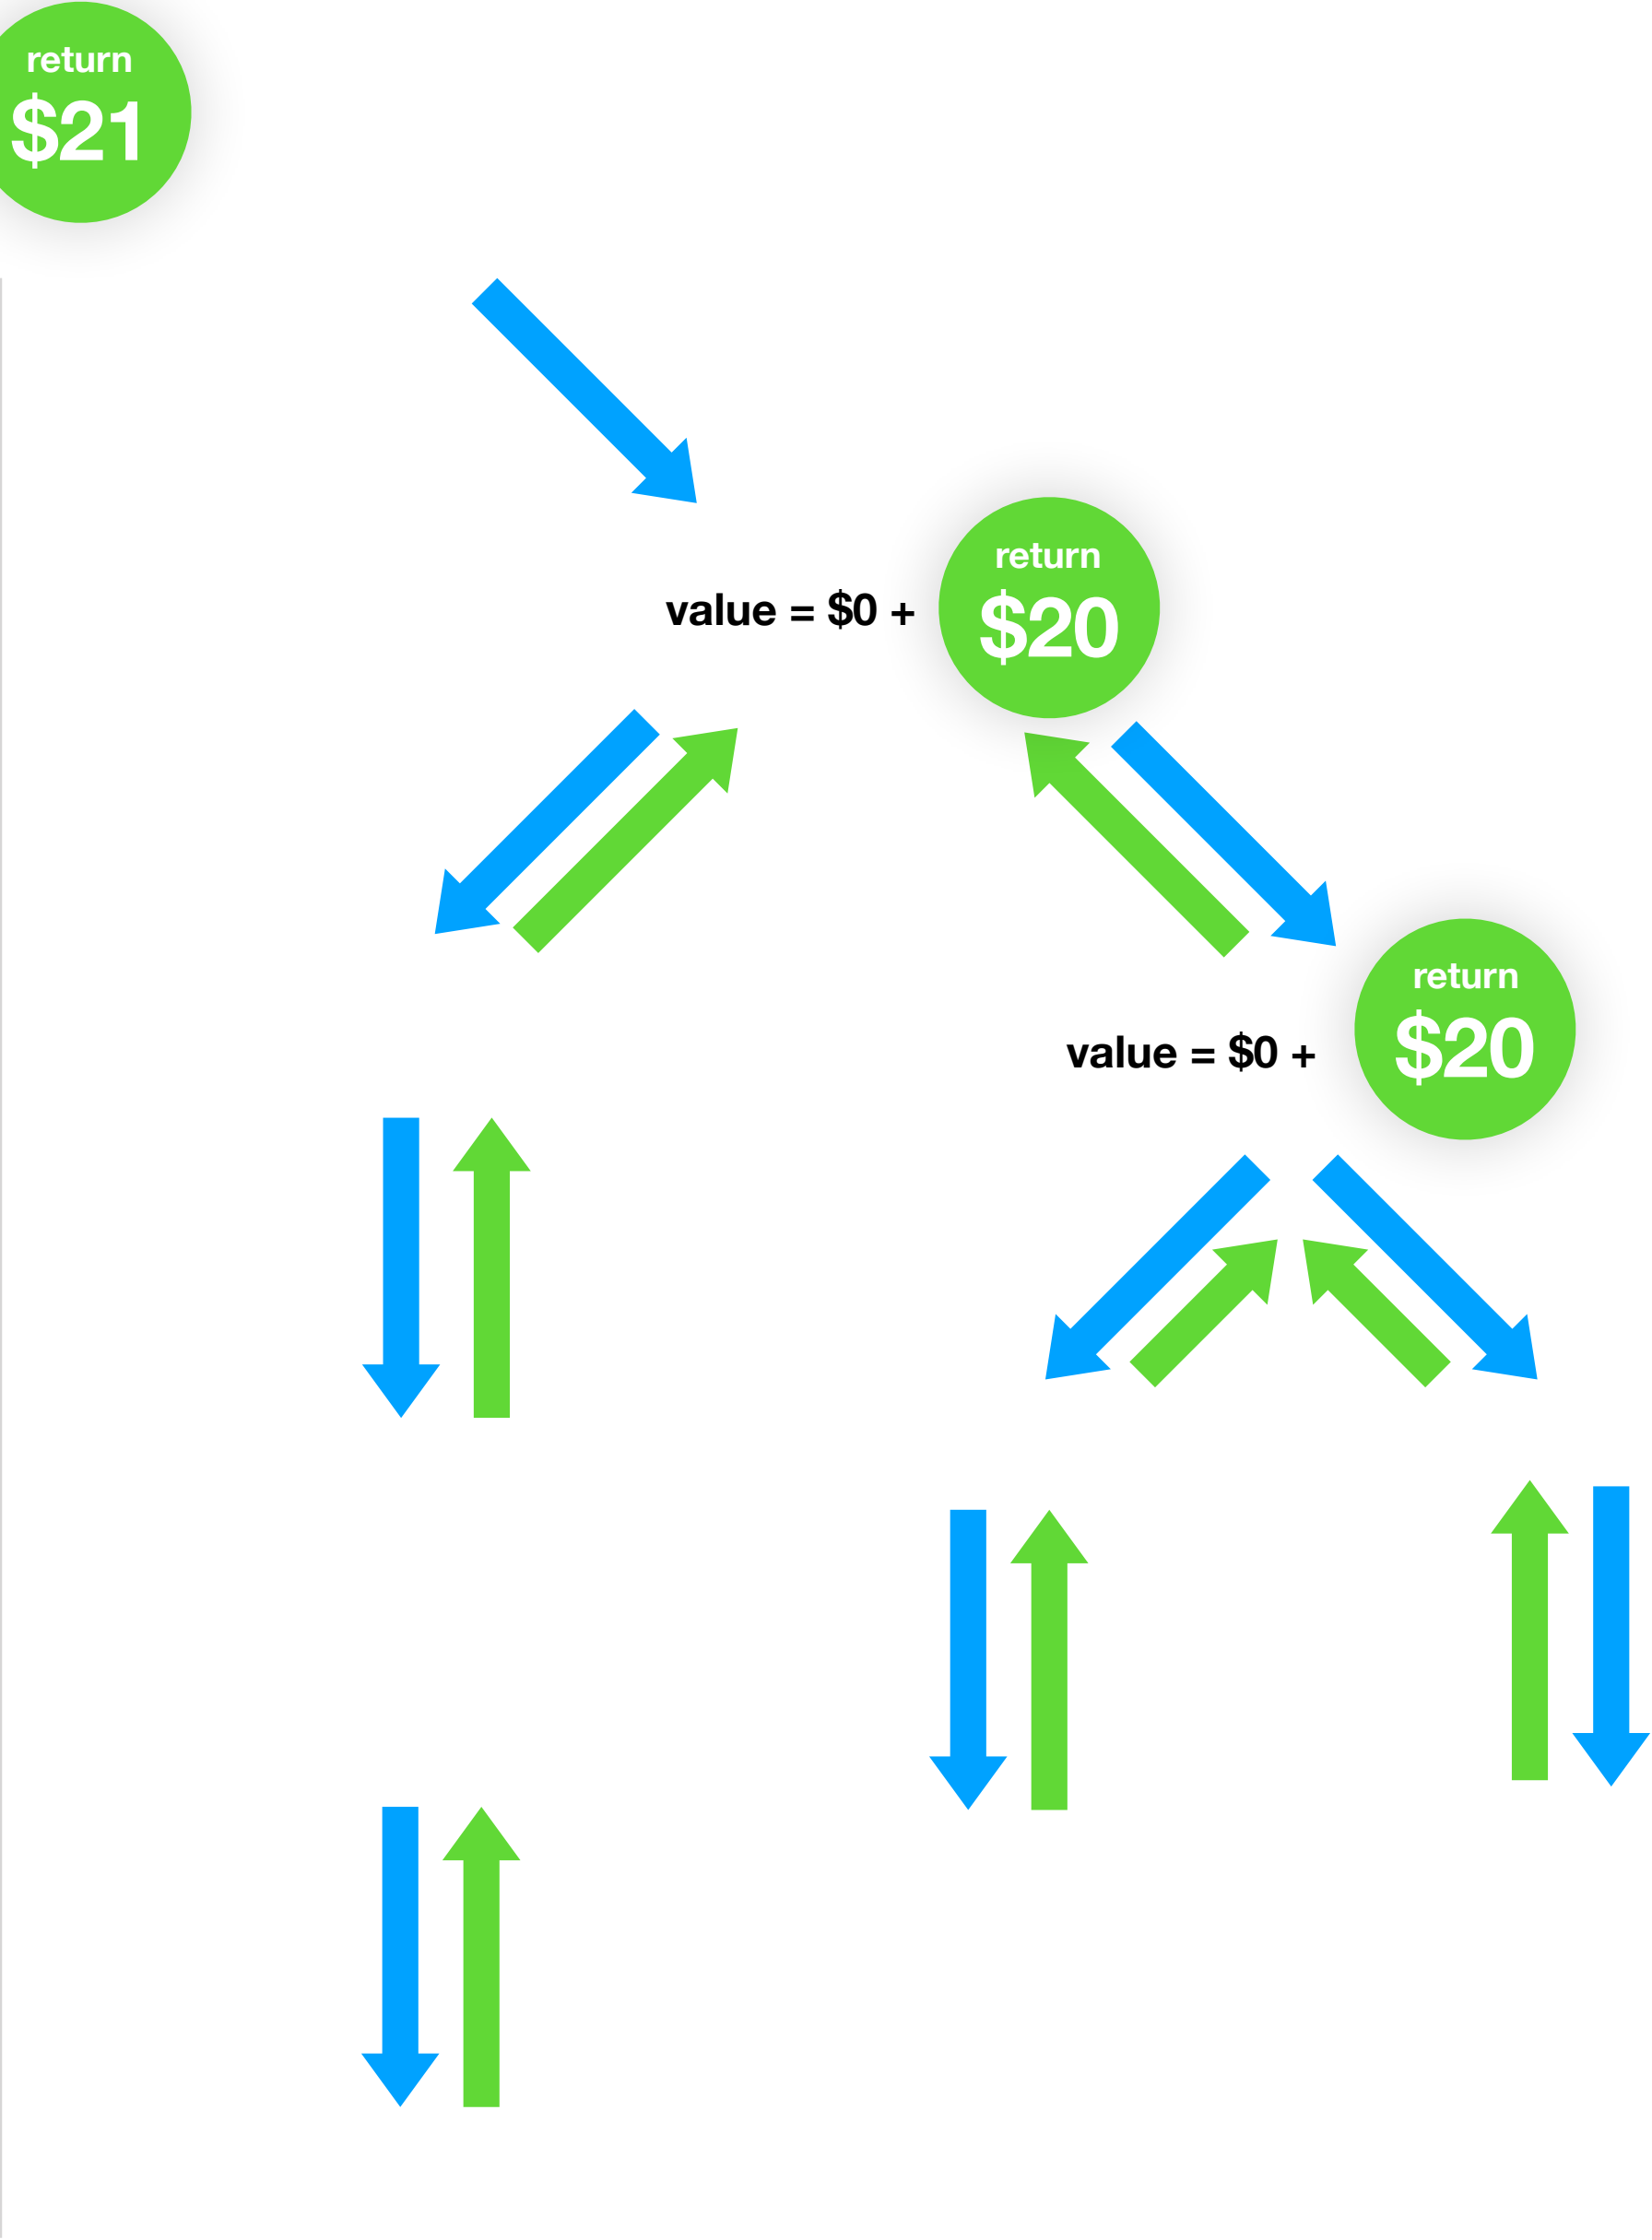 return
$21
value = $0 +
return
$20
value = $0 +
return
$20